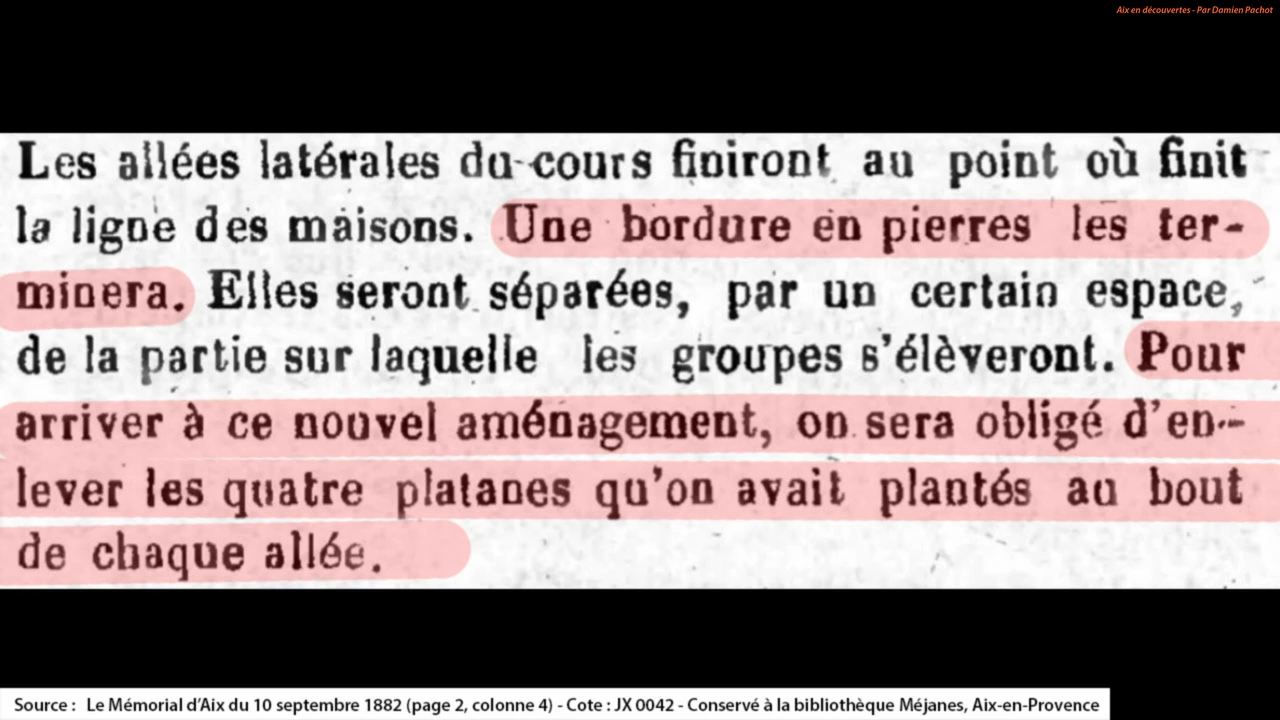 Aix en découvertes - Par Damien Pachot
Les allées latérales du cours finiront au point où finit
la ligne des maisons. Une bordure en pierres les ter-
minera. Elles seront séparées, par un certain espace,
de la partie sur laquelle les groupes s'élèveront. Pour
arriver à ce nouvel aménagement, on sera obligé d'en-
lever les quatre platanes qu'on avait plantés au bout
de chaque allée.
Source : Le Mémorial d'Aix du 10 septembre 1882 (page 2, colonne 4) - Cote : JX 0042 - Conservé à la bibliothèque Méjanes, Aix-en-Provence